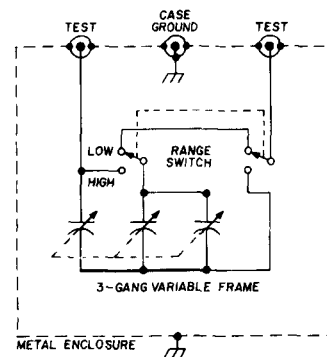 TEST
CASE
GROUND
TEST
LOW
RANGE
SWITCH
HIGH
3-GANG VARIABLE FRAME
METAL ENCLOSURE